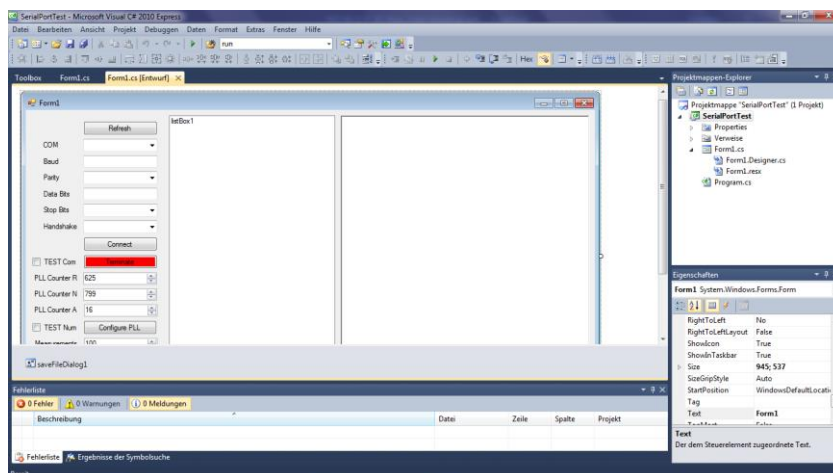 SerialPortTest - Microsoft Visual C# 2010 Express
Datei Bearbeiten Ansicht Projekt Debuggen Daten Format Extras Fenster Hilfe
run
Hex
Toolbox Form1.cs Form1.cs [Entwurf]
Form1
Refresh
listBox1
COM
Baud
Parity
Data Bits
Stop Bits
Handshake
Connect
TEST Com
PLL Counter R 625
PLL Counter N 799
PLL Counter A 16
TEST Num Configure PLL
Measurements 100
saveFileDialog1
Projektmappen-Explorer
Projektmappe "SerialPortTest" (1 Projekt)
SerialPortTest
Properties
Verweise
Form1.cs
Form1.Designer.cs
Form1.resx
Program.cs
Eigenschaften
Form1 System.Windows.Forms.Form
RightToLeft No
RightToLeftLayout False
ShowIcon True
ShowInTaskbar True
Size 945; 537
SizeGripStyle Auto
StartPosition WindowsDefaultLocati
Tag
Text Form1
TopMost False
Text
Der dem Steuerelement zugeordnete Text.
Fehlerliste
0 Fehler 0 Warnungen 0 Meldungen
Beschreibung Datei Zeile Spalte Projekt
Fehlerliste Ergebnisse der Symbolsuche